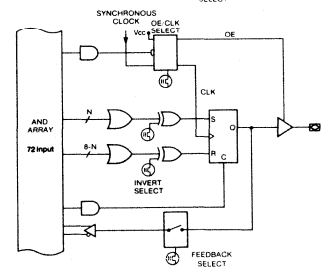 SELECT
SYNCHRONOUS
CLOCK
Vcc
OE/CLK
SELECT
OE
CLK
AND
ARRAY
72 Input
N
8-N
S
Q
R
C
INVERT
SELECT
FEEDBACK
SELECT